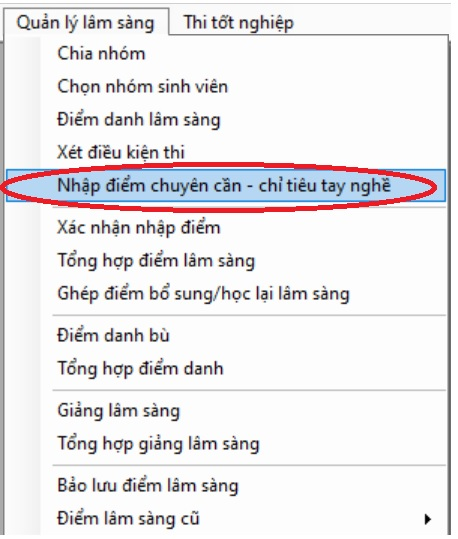 Quản lý lâm sàng Thi tốt nghiệp
Chia nhóm
Chọn nhóm sinh viên
Điểm danh lâm sàng
Xét điều kiện thi
Nhập điểm chuyên cần - chỉ tiêu tay nghề
Xác nhận nhập điểm
Tổng hợp điểm lâm sàng
Ghép điểm bổ sung/học lại lâm sàng
Điểm danh bù
Tổng hợp điểm danh
Giảng lâm sàng
Tổng hợp giảng lâm sàng
Bảo lưu điểm lâm sàng
Điểm lâm sàng cũ